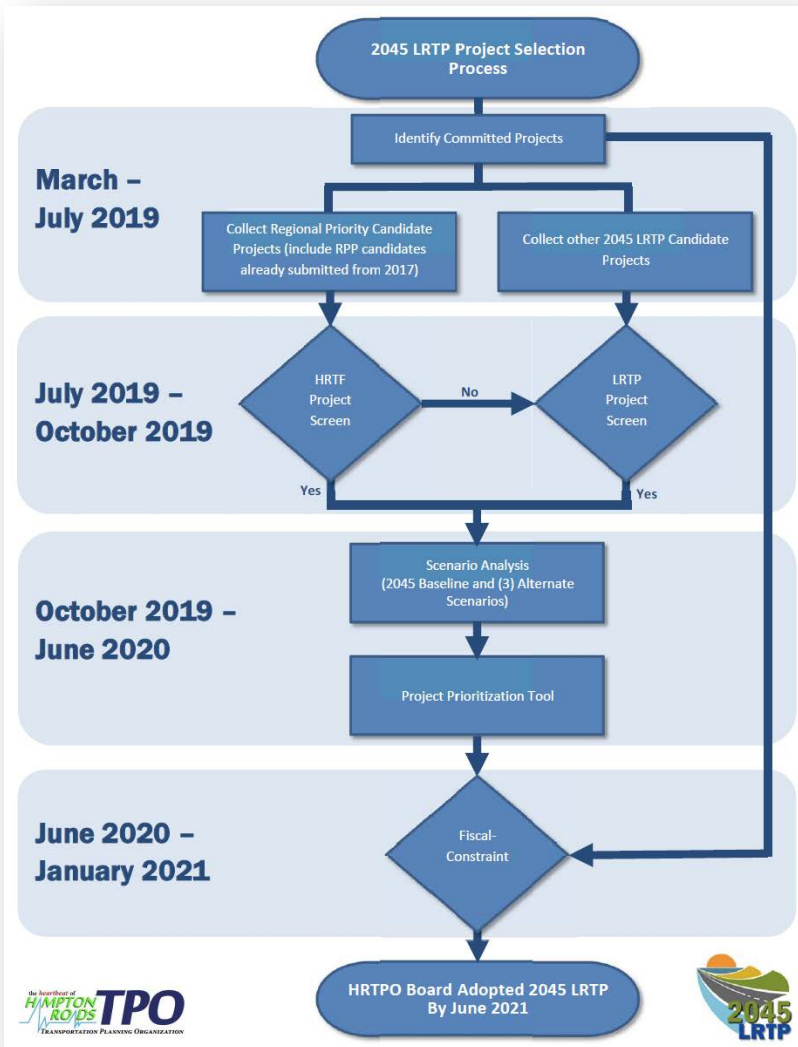 2045 LRTP Project Selection
Process
March –
July 2019
Identify Committed Projects
Collect Regional Priority Candidate
Projects (include RPP candidates
already submitted from 2017)
Collect other 2045 LRTP Candidate
Projects
July 2019 –
October 2019
HRTF
Project
Screen
No
LRTP
Project
Screen
Yes
Yes
October 2019 –
June 2020
Scenario Analysis
(2045 Baseline and (3) Alternate
Scenarios)
Project Prioritization Tool
June 2020 –
January 2021
Fiscal-
Constraint
HRTPO Board Adopted 2045 LRTP
By June 2021
the heartbeat of
HAMPTON
ROADS
TPO
TRANSPORTATION PLANNING ORGANIZATION
2045
LRTP